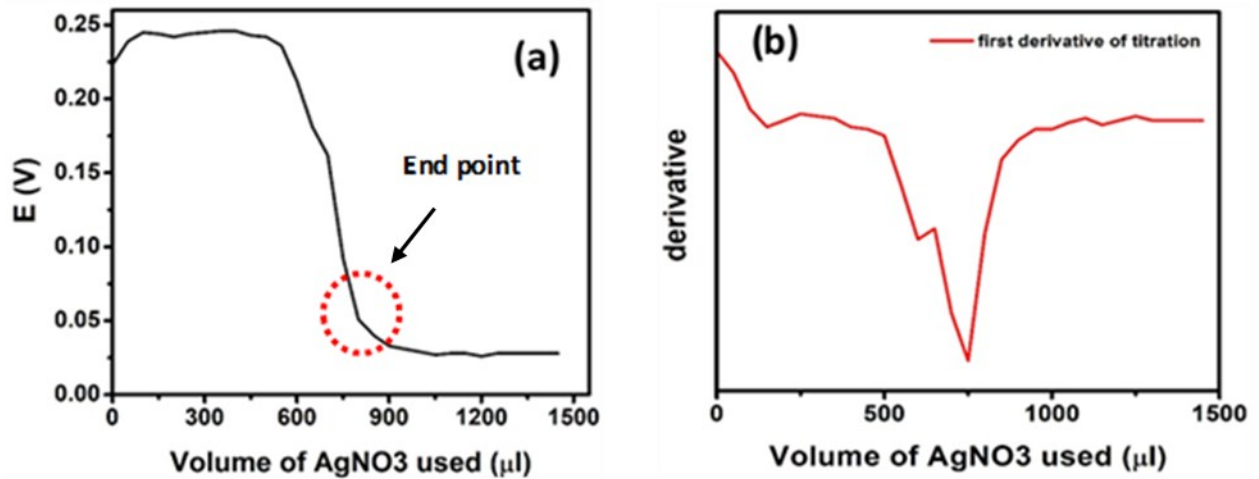 (a)
End point
E (V)
0.25
0.20
0.15
0.10
0.05
0.00
0 300 600 900 1200 1500
Volume of AgNO3 used (µl)
(b)
first derivative of titration
derivative
0 500 1000 1500
Volume of AgNO3 used (µl)